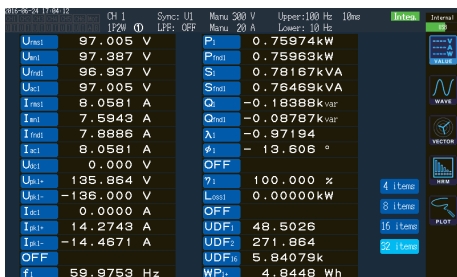 2016-06-24 17:04:12
CH 1 Sync: U1 Manu 300 V Upper:100 Hz 10ms Integ. Internal
1P2W ① LPF: OFF Manu 20 A Lower: 10 Hz
Urms1 97.005 V P1 0.75974kW
VALUE
Umn1 97.387 V Pfnd1 0.75963kW
Ufnd1 96.937 V S1 0.78167kVA
Uac1 97.005 V Sfnd1 0.76469kVA
WAVE
Irms1 8.0581 A Q1 -0.18388kvar
Imn1 7.5943 A Qfnd1 -0.08787kvar
Ifnd1 7.8886 A λ1 -0.97194
VECTOR
Iac1 8.0581 A φ1 - 13.606 °
Udc1 0.000 V OFF
Upk1+ 135.864 V η1 100.000 %
4 items
HRM
Upk1- -136.000 V Loss1 0.00000kW
Idc1 0.0000 A OFF
8 items
Ipk1+ 14.2743 A UDF1 48.5026
16 items
PLOT
Ipk1- -14.4671 A UDF2 271.864
32 items
OFF UDF16 5.84079k
f1 59.9753 Hz WP1+ 4.8448 Wh